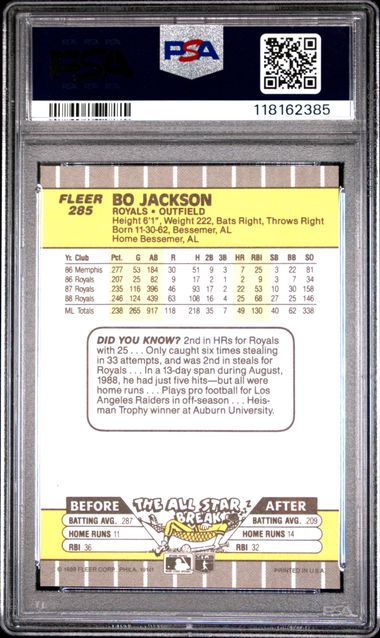 PSA
118162385
FLEER
285
BO JACKSON
ROYALS • OUTFIELD
Height 6'1", Weight 222, Bats Right, Throws Right
Born 11-30-62, Bessemer, AL
Home Bessemer, AL
Yr. Club Pct. G AB R H 2B 3B HR RBI SB BB SO
86 Memphis 277 53 184 30 51 9 3 7 25 3 22 81
86 Royals 207 25 82 9 17 2 1 2 9 3 7 34
87 Royals 235 116 396 46 93 17 2 22 53 10 30 158
88 Royals 246 124 439 63 108 16 4 25 68 27 25 146
ML Totals 238 265 917 118 218 35 7 49 130 40 62 338
DID YOU KNOW? 2nd in HRs for Royals
with 25 . . . Only caught six times stealing
in 33 attempts, and was 2nd in steals for
Royals . . . In a 13-day span during August,
1988, he had just five hits—but all were
home runs . . . Plays pro football for
Los Angeles Raiders in off-season . . . Heis-
man Trophy winner at Auburn University.
BEFORE THE ALL STAR BREAK AFTER
BATTING AVG. .287 BATTING AVG. .209
HOME RUNS 11 HOME RUNS 14
RBI 36 RBI 32
© 1989 FLEER CORP. PHILA. 19141 PRINTED IN U.S.A.
PSA